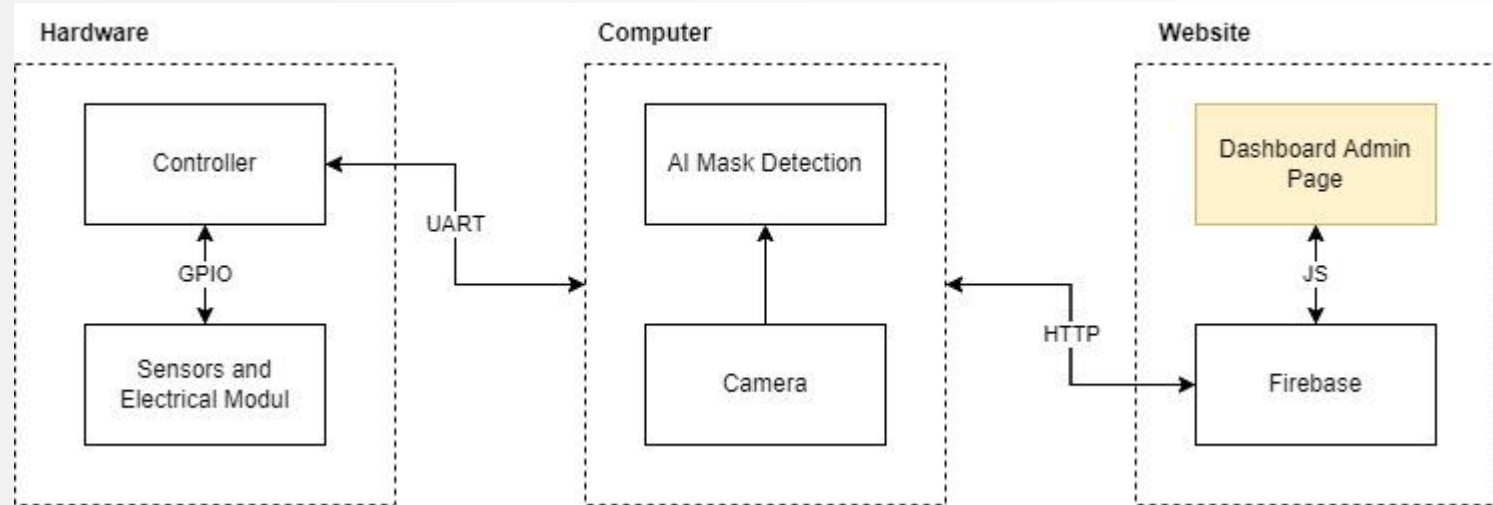 Hardware
Computer
Website
Controller
AI Mask Detection
Dashboard Admin
Page
UART
GPIO
JS
HTTP
Sensors and
Electrical Modul
Camera
Firebase